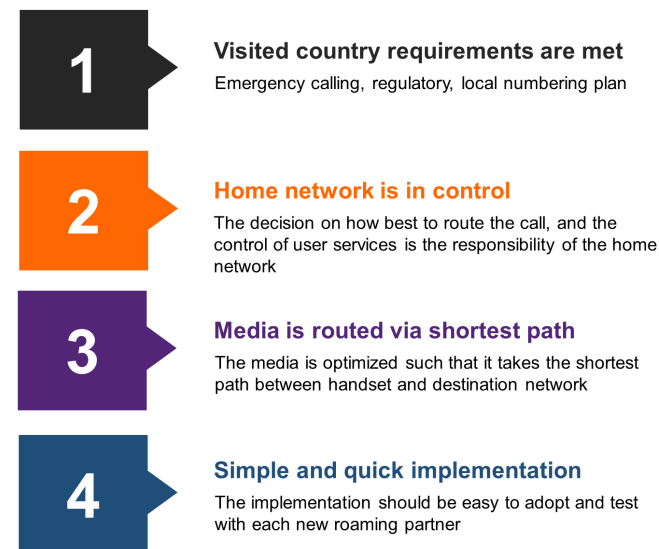 1
Visited country requirements are met
Emergency calling, regulatory, local numbering plan
2
Home network is in control
The decision on how best to route the call, and the
control of user services is the responsibility of the home
network
3
Media is routed via shortest path
The media is optimized such that it takes the shortest
path between handset and destination network
4
Simple and quick implementation
The implementation should be easy to adopt and test
with each new roaming partner